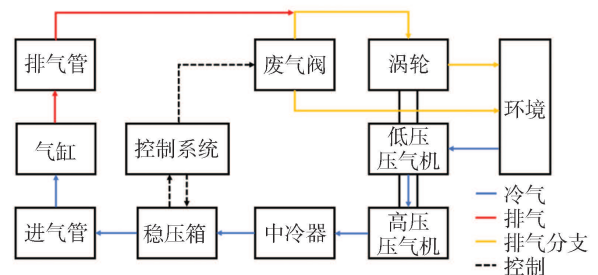 排气管
废气阀
涡轮
环境
气缸
控制系统
低压
压气机
进气管
稳压箱
中冷器
高压
压气机
冷气
排气
排气分支
控制